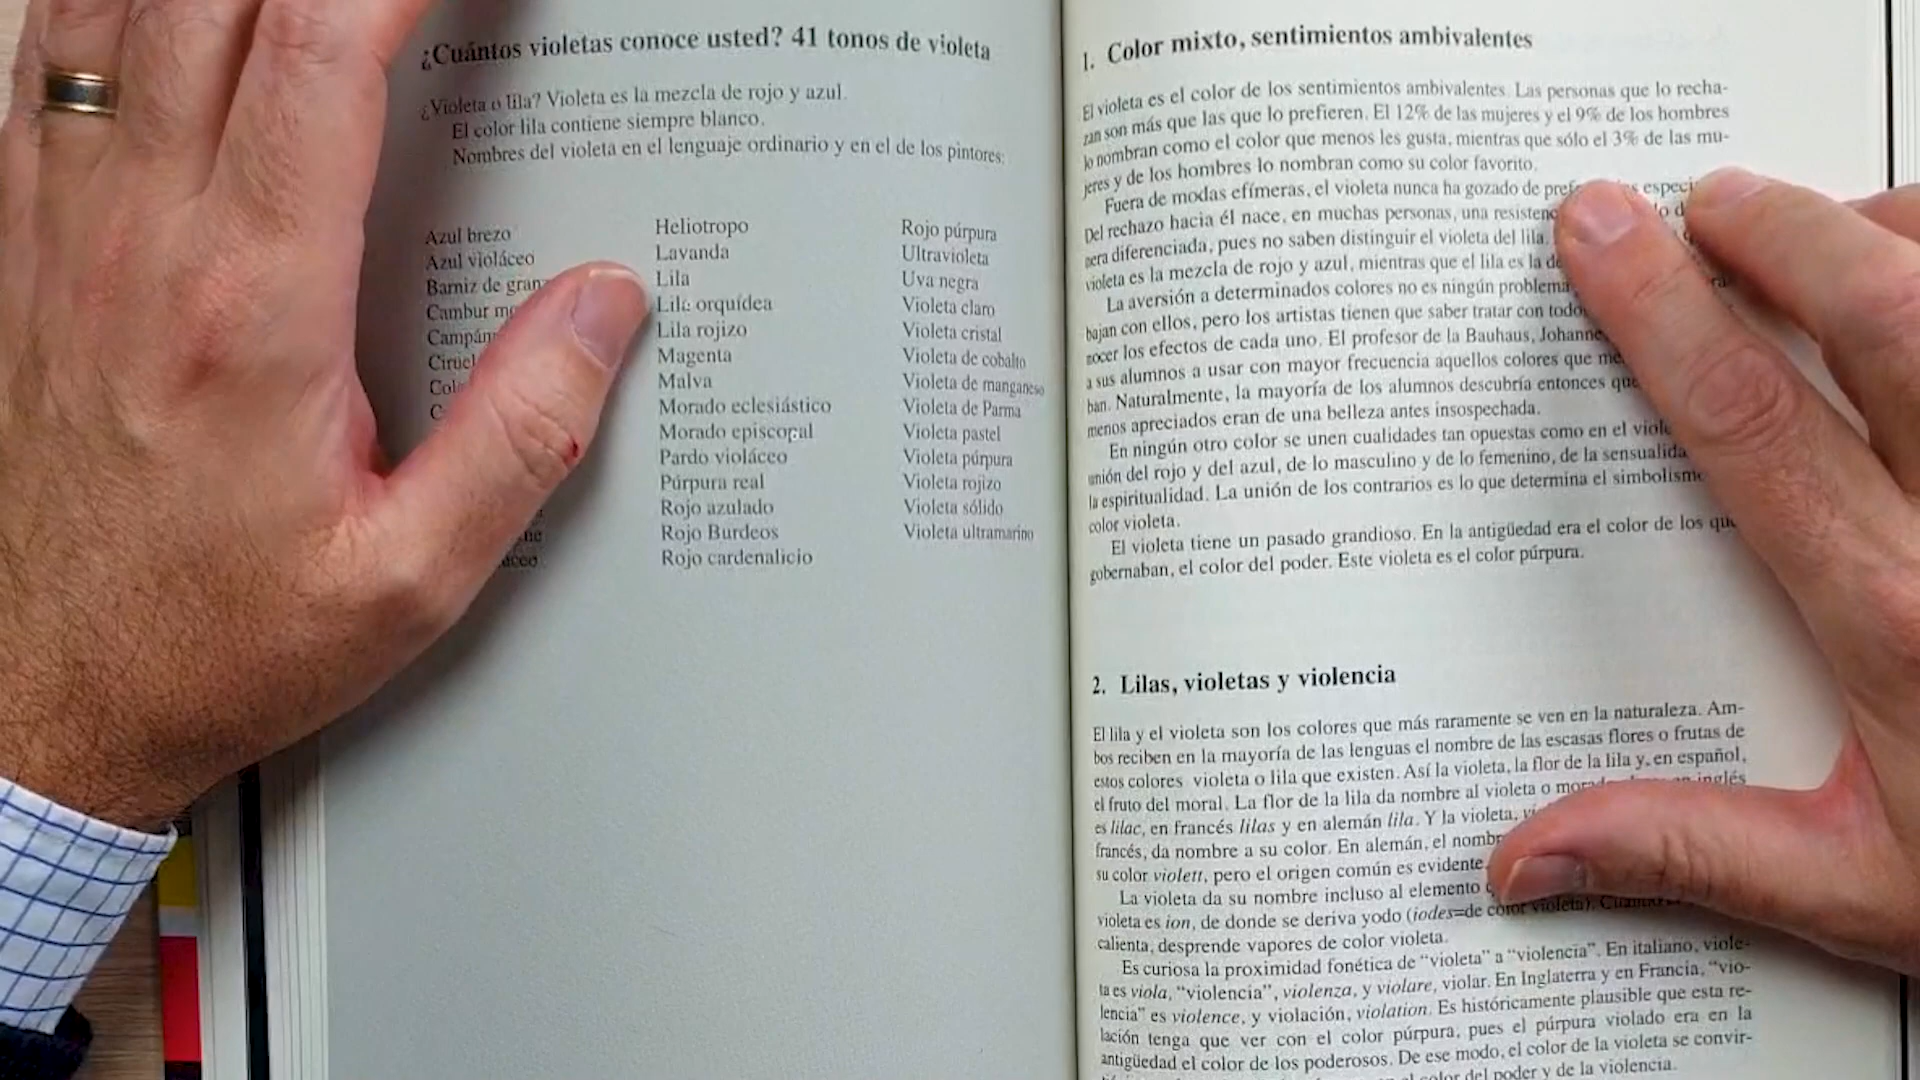 ¿Cuántos violetas conoce usted? 41 tonos de violeta
¿Violeta o lila? Violeta es la mezcla de rojo y azul.
El color lila contiene siempre blanco.
Nombres del violeta en el lenguaje ordinario y en el de los pintores:
Azul brezo
Azul violáceo
Barniz de
Cambur
Heliotropo
Lavanda
Lila
Lila orquídea
Lila rojizo
Magenta
Malva
Morado eclesiástico
Morado episcopal
Pardo violáceo
Púrpura real
Rojo azulado
Rojo Burdeos
Rojo cardenalicio
Rojo púrpura
Ultravioleta
Uva negra
Violeta claro
Violeta cristal
Violeta de cobalto
Violeta de manganeso
Violeta de Parma
Violeta pastel
Violeta púrpura
Violeta rojizo
Violeta sólido
Violeta ultramarino
1. Color mixto, sentimientos ambivalentes
El violeta es el color de los sentimientos ambivalentes. Las personas que lo recha-
zan son más que las que lo prefieren. El 12% de las mujeres y el 9% de los hombres
lo nombran como el color que menos les gusta, mientras que sólo el 3% de las mu-
jeres y de los hombres lo nombran como su color favorito.
Fuera de modas efímeras, el violeta nunca ha gozado de
Del rechazo hacia él nace, en muchas personas, una
nera diferenciada, pues no saben distinguir el violeta del lila.
violeta es la mezcla de rojo y azul, mientras que el lila es la
La aversión a determinados colores no es ningún problema
bajan con ellos, pero los artistas tienen que saber tratar con
nocer los efectos de cada uno. El profesor de la Bauhaus,
a sus alumnos a usar con mayor frecuencia aquellos colores que
ban. Naturalmente, la mayoría de los alumnos descubría entonces que
menos apreciados eran de una belleza antes insospechada.
En ningún otro color se unen cualidades tan opuestas como en el
unión del rojo y del azul, de lo masculino y de lo femenino, de la
la espiritualidad. La unión de los contrarios es lo que determina el
color violeta.
El violeta tiene un pasado grandioso. En la antigüedad era el color de los que
gobernaban, el color del poder. Este violeta es el color púrpura.
2. Lilas, violetas y violencia
El lila y el violeta son los colores que más raramente se ven en la naturaleza. Am-
bos reciben en la mayoría de las lenguas el nombre de las escasas flores o frutas de
estos colores violeta o lila que existen. Así la violeta, la flor de la lila y, en español,
el fruto del moral. La flor de la lila da nombre al violeta o inglés
es lilac, en francés lilas y en alemán lila. Y la violeta,
francés, da nombre a su color. En alemán, el
su color violett, pero el origen común es evidente.
La violeta da su nombre incluso al elemento
violeta es ion, de donde se deriva yodo (iodes=de color violeta).
calienta, desprende vapores de color violeta.
Es curiosa la proximidad fonética de “violeta” a “violencia”. En italiano, viole-
ta es viola, “violencia”, violenza, y violare, violar. En Inglaterra y en Francia, “vio-
lencia” es violence, y violación, violation. Es históricamente plausible que esta re-
lación tenga que ver con el color púrpura, pues el púrpura violado era en la
antigüedad el color de los poderosos. De ese modo, el color de la violeta se convir-
color del poder y de la violencia.